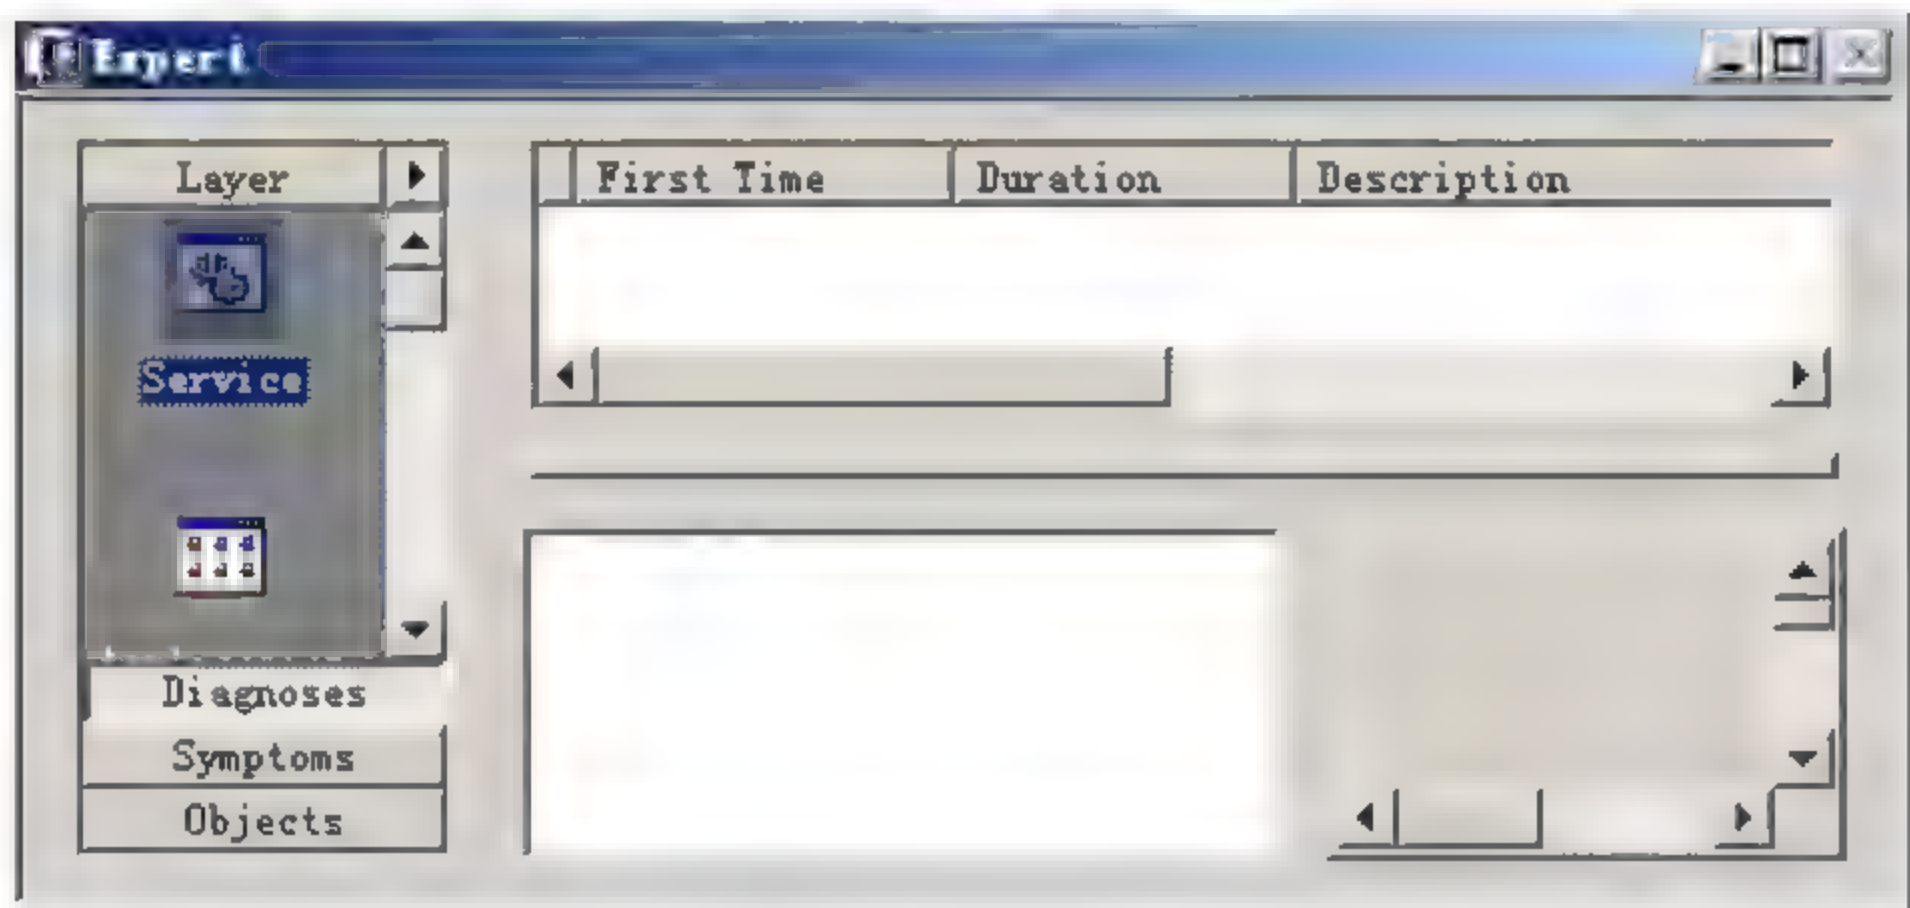 Expert
Layer
First Time
Duration
Description
Service
Diagnoses
Symptoms
Objects